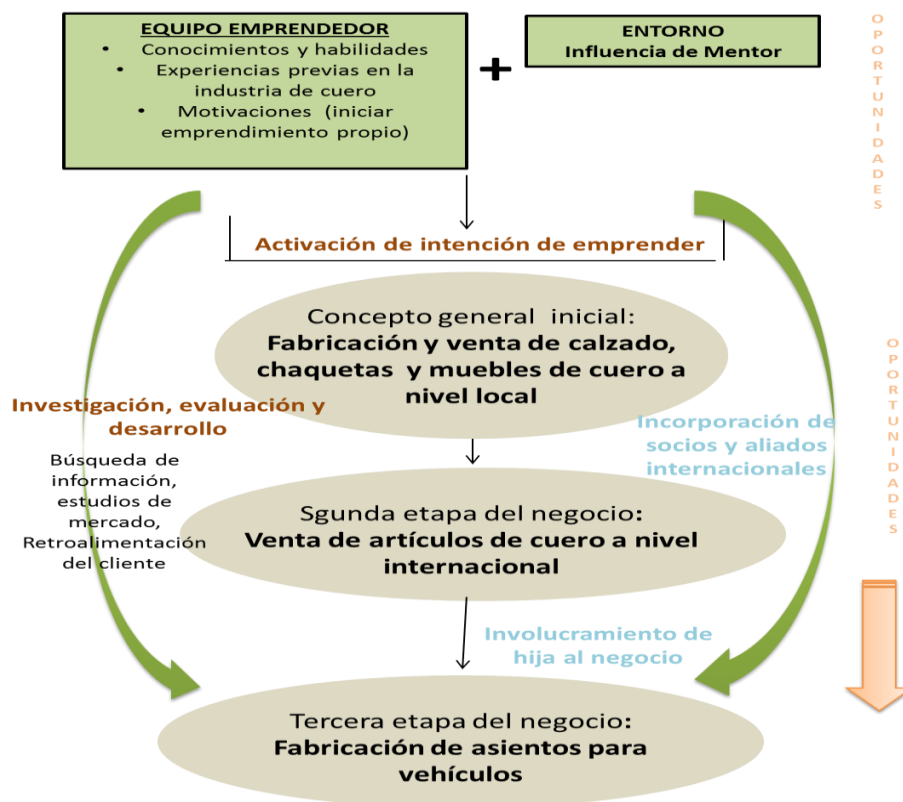 EQUIPO EMPRENDEDOR
• Conocimientos y habilidades
• Experiencias previas en la
industria de cuero
• Motivaciones (iniciar
emprendimiento propio)
+
ENTORNO
Influencia de Mentor
OPORTUNIDADES
Activación de intención de emprender
Concepto general inicial:
Fabricación y venta de calzado,
chaquetas y muebles de cuero a
nivel local
OPORTUNIDADES
Investigación, evaluación y
desarrollo
Búsqueda de
información,
estudios de
mercado,
Retroalimentación
del cliente
Incorporación de
socios y aliados
internacionales
Sgunda etapa del negocio:
Venta de artículos de cuero a nivel
internacional
Involucramiento de
hija al negocio
Tercera etapa del negocio:
Fabricación de asientos para
vehículos